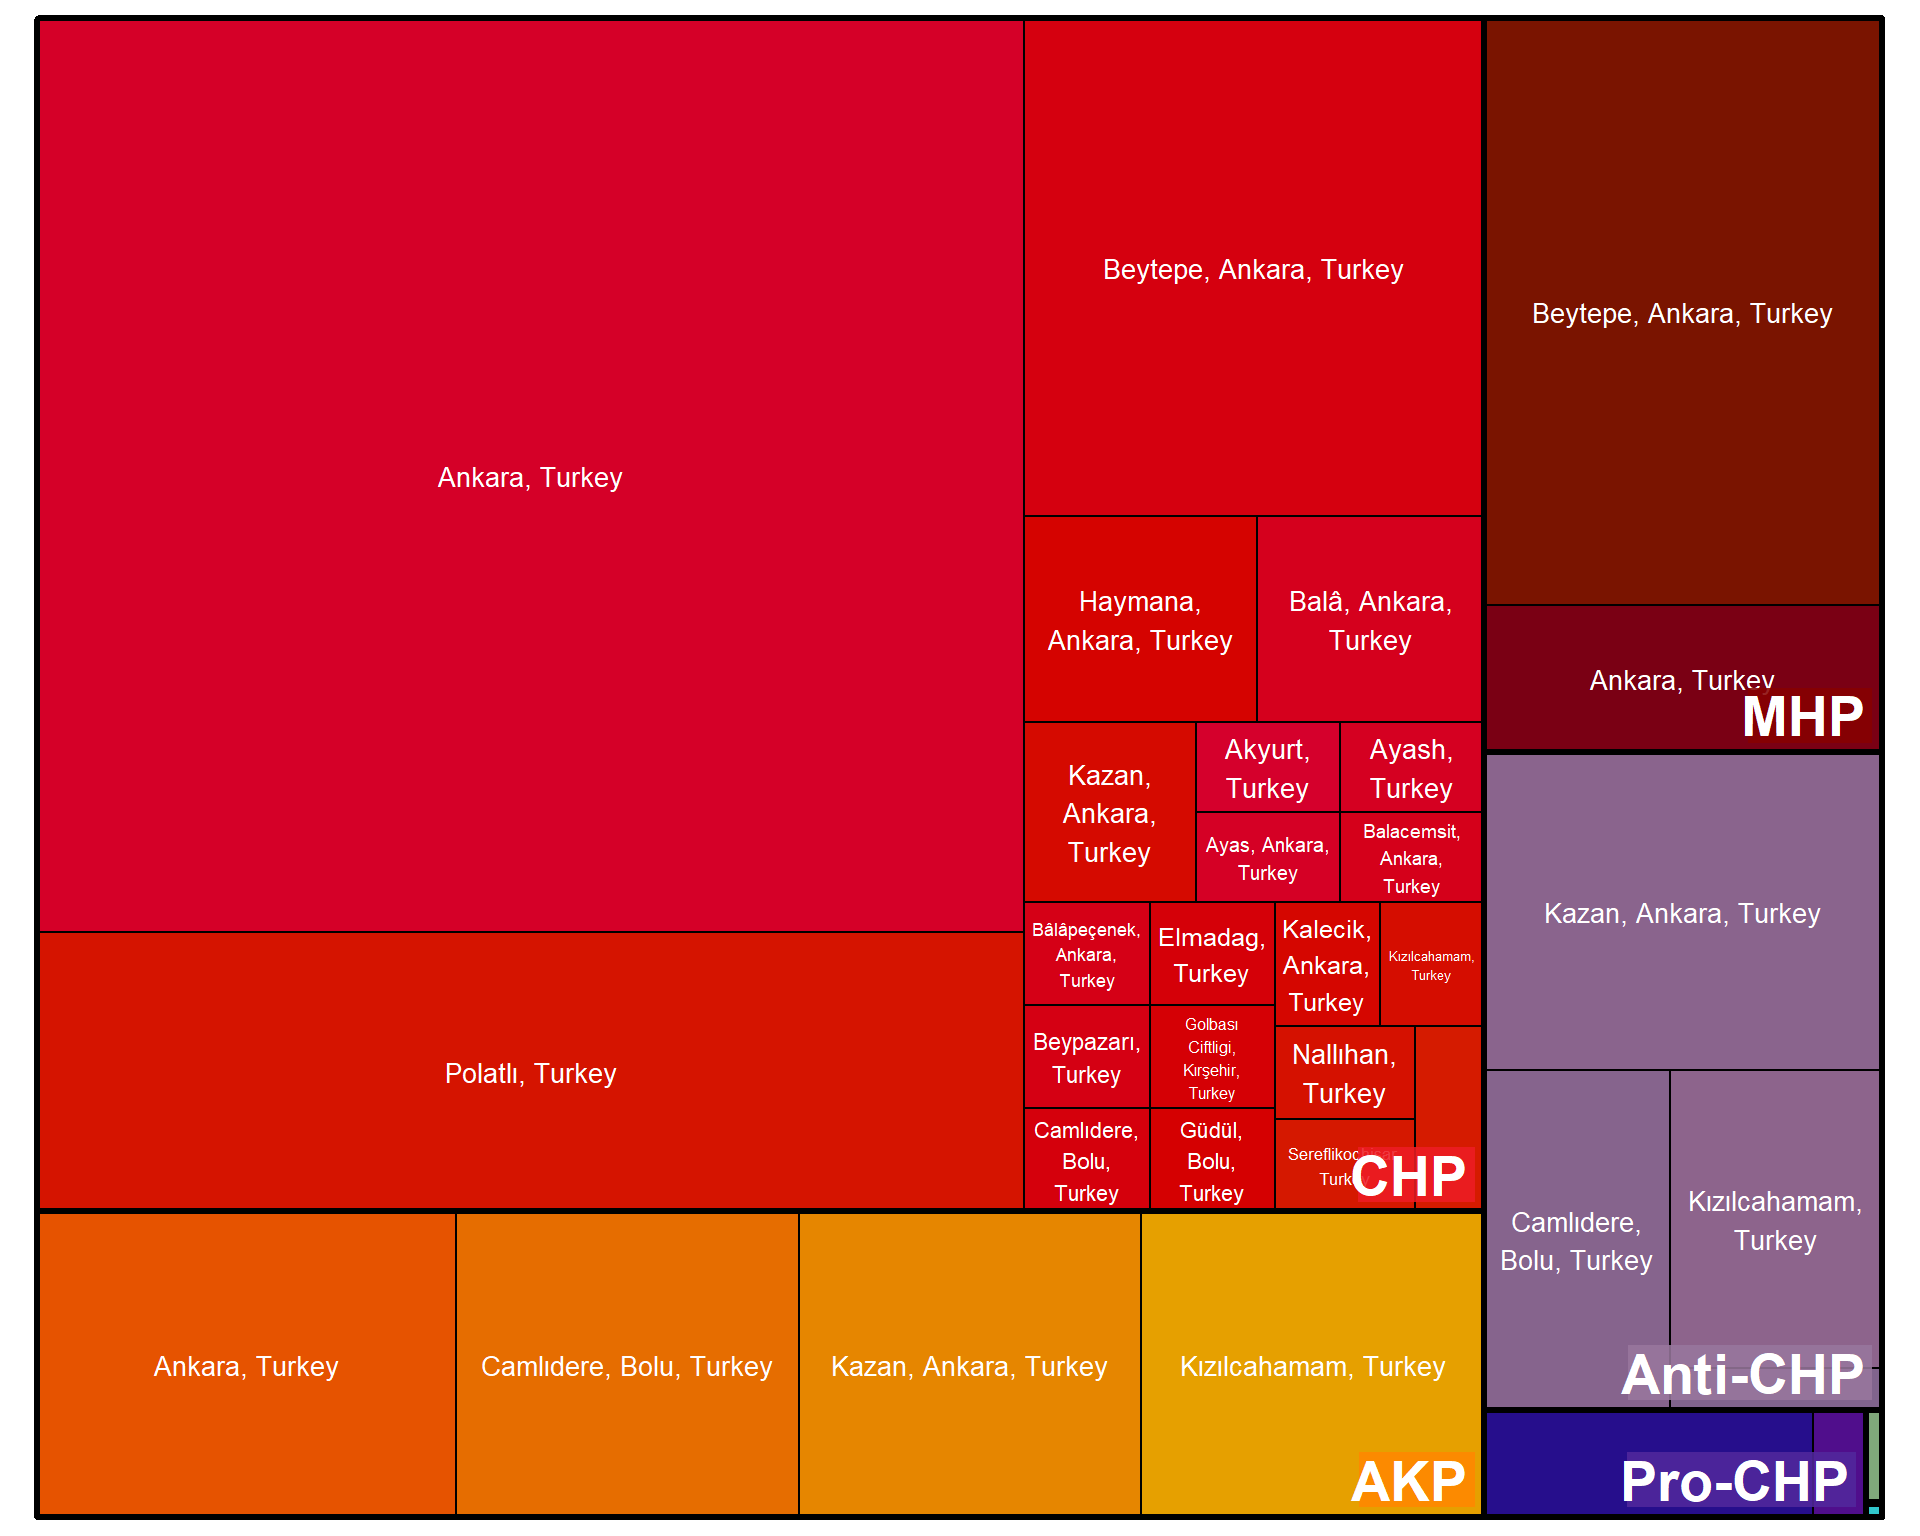 Ankara, Turkey
Polatlı, Turkey
Beytepe, Ankara, Turkey
Haymana,
Ankara, Turkey
Balâ, Ankara,
Turkey
Kazan,
Ankara,
Turkey
Akyurt,
Turkey
Ayash,
Turkey
Ayas, Ankara,
Turkey
Balacemsit,
Ankara,
Turkey
Bâlâpeçenek,
Ankara,
Turkey
Elmadag,
Turkey
Kalecik,
Ankara,
Turkey
Kızılcahamam,
Turkey
Beypazarı,
Turkey
Golbası
Ciftligi,
Kırşehir,
Turkey
Nallıhan,
Turkey
Camlıdere,
Bolu,
Turkey
Güdül,
Bolu,
Turkey
Sereflikochisar,
Turkey
CHP
Ankara, Turkey
Camlıdere, Bolu, Turkey
Kazan, Ankara, Turkey
Kızılcahamam, Turkey
AKP
Beytepe, Ankara, Turkey
Ankara, Turkey
MHP
Kazan, Ankara, Turkey
Camlıdere,
Bolu, Turkey
Kızılcahamam,
Turkey
Anti-CHP
Pro-CHP